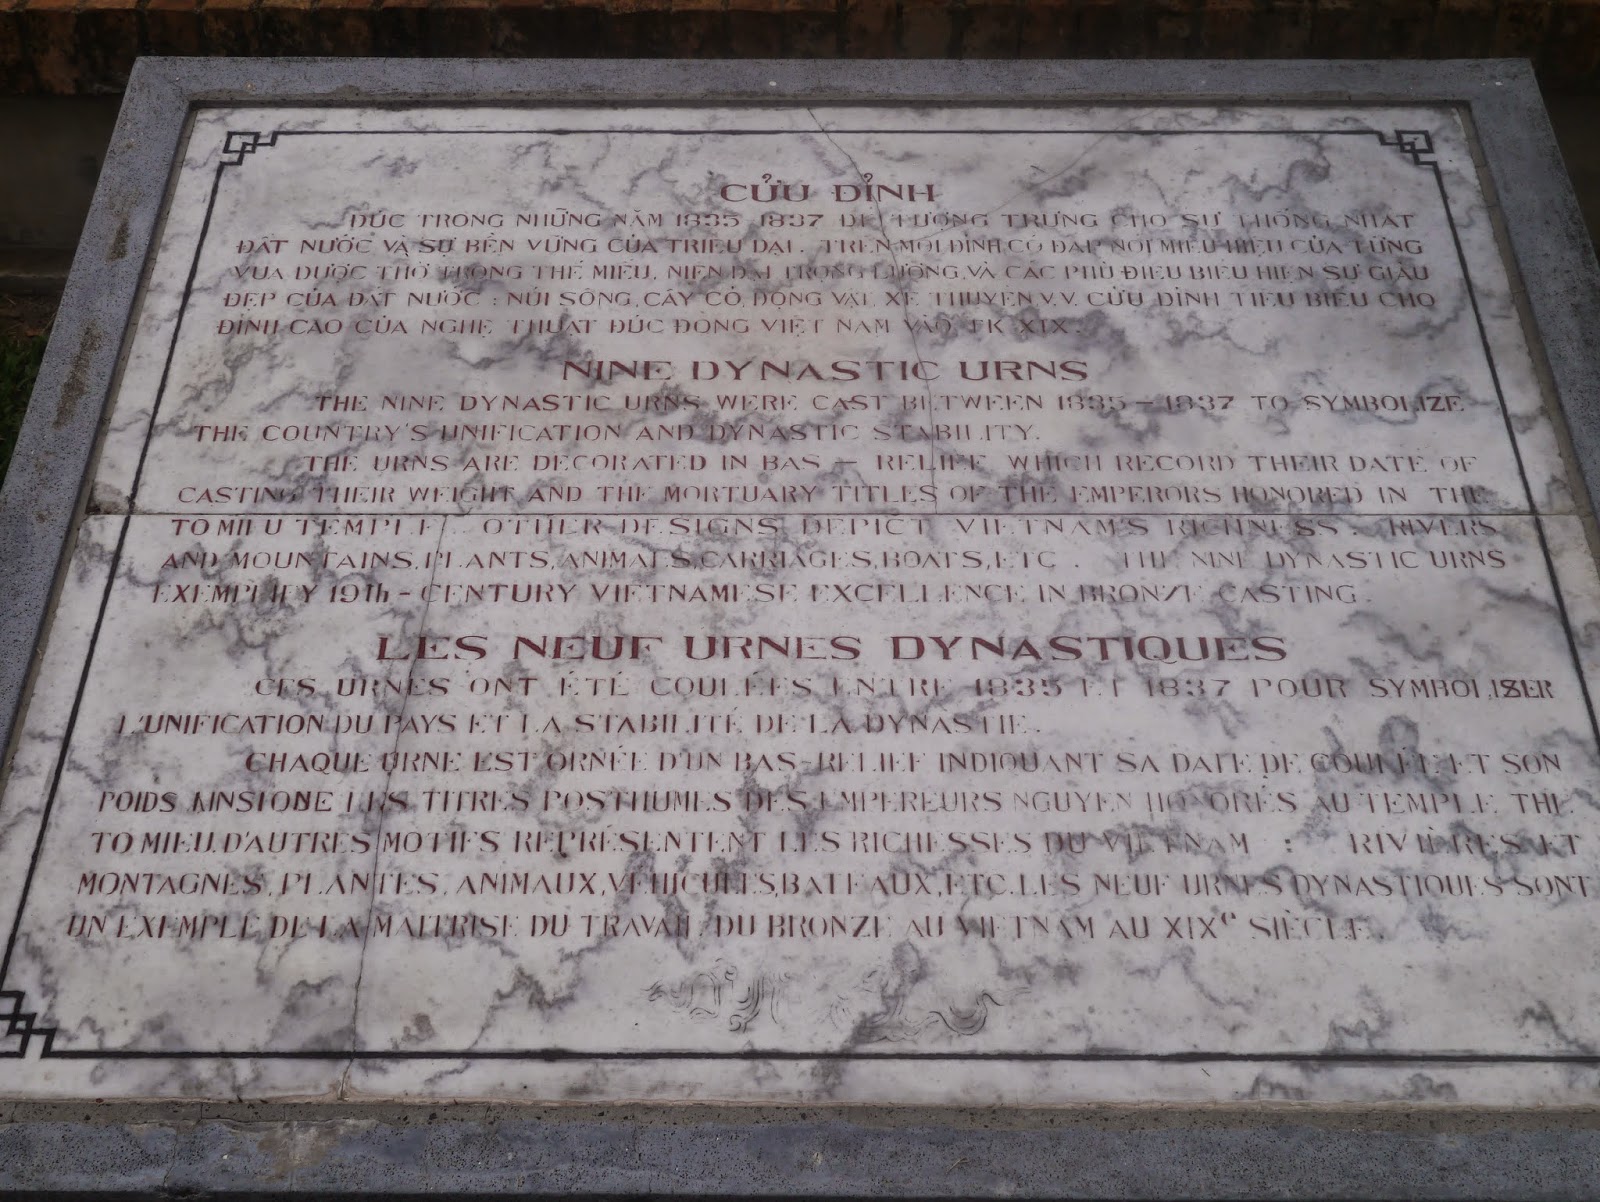 CỬU ĐỈNH
ĐÚC TRONG NHỮNG NĂM 1835 1837 ĐỂ TƯỢNG TRƯNG CHO SỰ THỐNG NHẤT
ĐẤT NƯỚC VÀ SỰ BỀN VỮNG CỦA TRIỀU ĐẠI. TRÊN MỖI ĐỈNH CÓ ĐẮP NỔI MIẾU HIỆU CỦA TỪNG
VUA ĐƯỢC THỜ TRONG THẾ MIẾU, NIÊN ĐẠI TRỌNG LƯỢNG, VÀ CÁC PHÙ ĐIÊU BIỂU HIỆN SỰ GIÀU
ĐẸP CỦA ĐẤT NƯỚC : NÚI SÔNG, CÂY CỎ, ĐỘNG VẬT, XE THUYỀN V.V. CỬU ĐỈNH TIÊU BIỂU CHO
ĐỈNH CAO CỦA NGHỆ THUẬT ĐÚC ĐỒNG VIỆT NAM VÀO TK XIX.
NINE DYNASTIC URNS
THE NINE DYNASTIC URNS WERE CAST BETWEEN 1835 – 1837 TO SYMBOLIZE
THE COUNTRY'S UNIFICATION AND DYNASTIC STABILITY.
THE URNS ARE DECORATED IN BAS – RELIEF WHICH RECORD THEIR DATE OF
CASTING THEIR WEIGHT AND THE MORTUARY TITLES OF THE EMPERORS HONORED IN THE
TO MIEU TEMPLE. OTHER DESIGNS DEPICT VIETNAM'S RICHNESS : RIVERS
AND MOUNTAINS, PLANTS, ANIMALS, CARRIAGES, BOATS, ETC . THE NINE DYNASTIC URNS
EXEMPLIFY 19th - CENTURY VIETNAMESE EXCELLENCE IN BRONZE CASTING .
LES NEUF URNES DYNASTIQUES
CES URNES ONT ÉTÉ COULÉES ENTRE 1835 ET 1837 POUR SYMBOLISER
L'UNIFICATION DU PAYS ET LA STABILITÉ DE LA DYNASTIE.
CHAQUE URNE EST ORNÉE D'UN BAS-RELIEF INDIQUANT SA DATE DE COULÉE ET SON
POIDS LES TITRES POSTHUMES DES EMPEREURS NGUYEN HONORÉS AU TEMPLE THE
TO MIEU. D'AUTRES MOTIFS REPRÉSENTENT LES RICHESSES DU VIETNAM : RIVIÈRES ET
MONTAGNES, PLANTES, ANIMAUX, VÉHICULES, BATEAUX, ETC. LES NEUF URNES DYNASTIQUES SONT
UN EXEMPLE DE LA MAITRISE DU TRAVAIL DU BRONZE AU VIETNAM AU XIXe SIÈCLE.